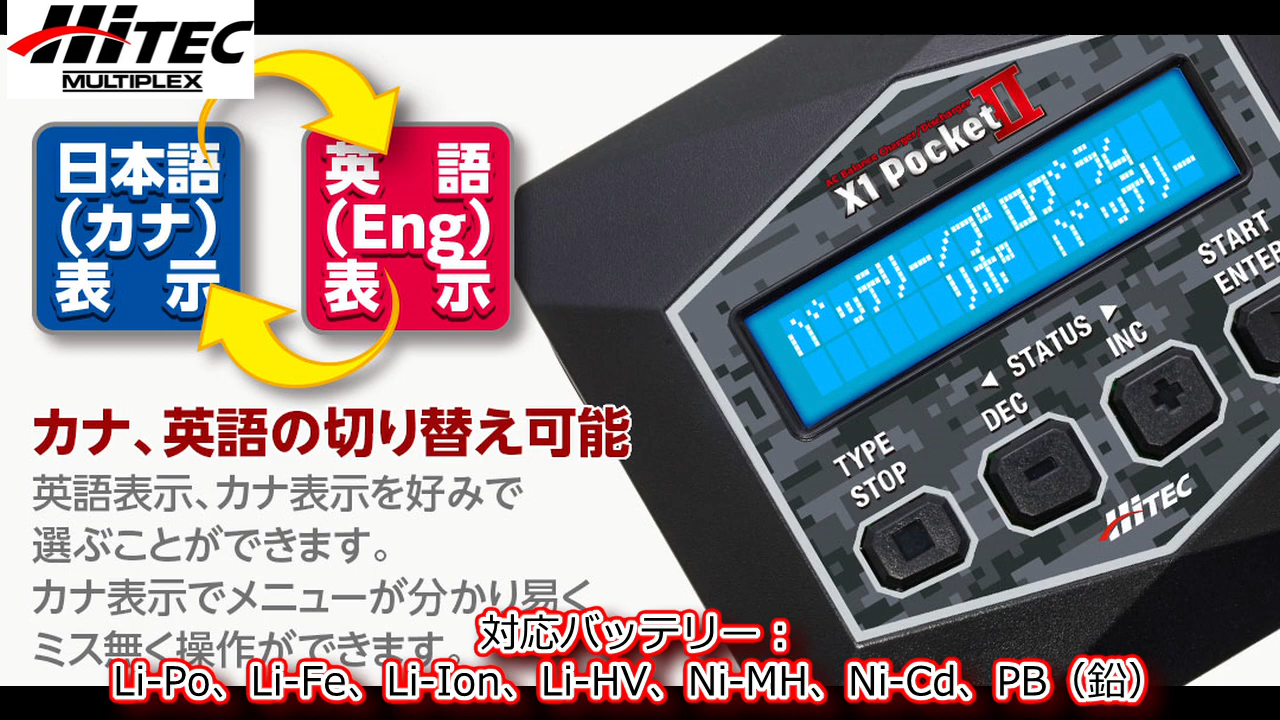 HiTEC
MULTIPLEX
日本語
(カナ)
表 示
英 語
(Eng)
表 示
カナ、英語の切り替え可能
英語表示、カナ表示を好みで
選ぶことができます。
カナ表示でメニューが分かり易く
ミス無く操作ができます。
AC Balance Charger/Discharger
X1 Pocket II
バッテリープログラム
リポ バッテリー
◀ STATUS ▶
DEC
INC
START
ENTER
TYPE
STOP
HiTEC
対応バッテリー：
Li-Po、Li-Fe、Li-Ion、Li-HV、Ni-MH、Ni-Cd、PB（鉛）